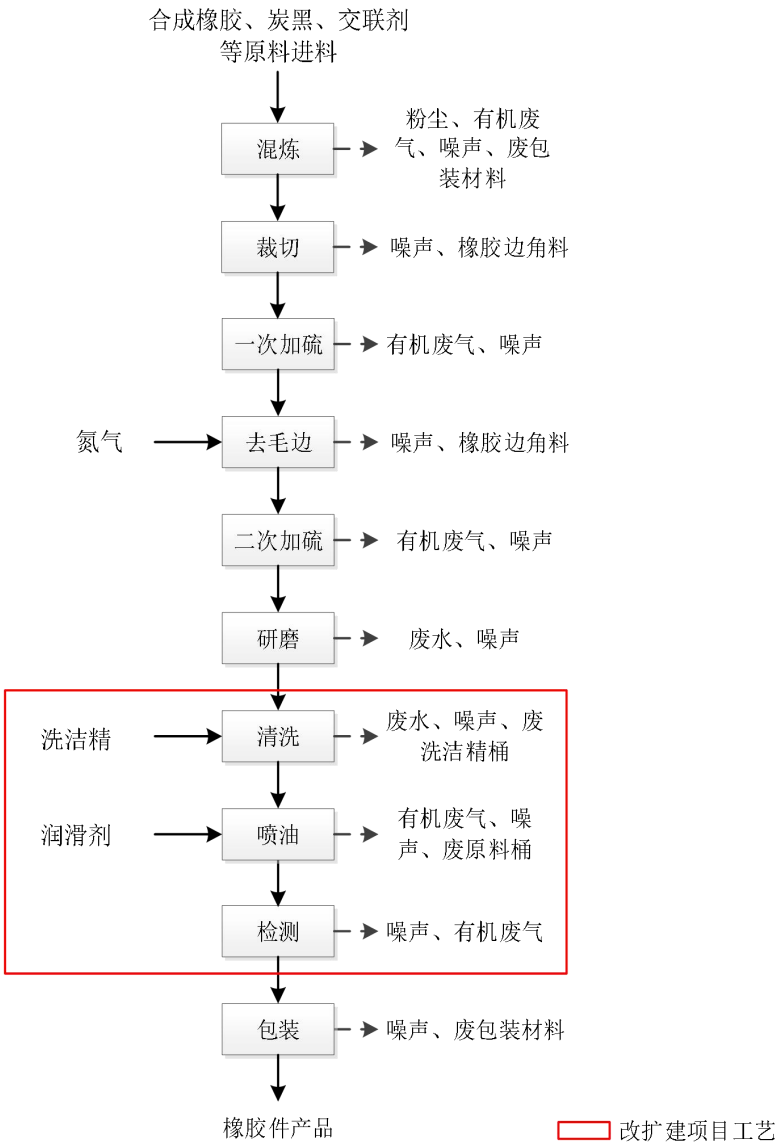 合成橡胶、炭黑、交联剂
等原料进料
混炼
粉尘、有机废
气、噪声、废包
装材料
裁切
噪声、橡胶边角料
一次加硫
有机废气、噪声
氮气
去毛边
噪声、橡胶边角料
二次加硫
有机废气、噪声
研磨
废水、噪声
洗洁精
清洗
废水、噪声、废
洗洁精桶
润滑剂
喷油
有机废气、噪
声、废原料桶
检测
噪声、有机废气
包装
噪声、废包装材料
橡胶件产品
改扩建项目工艺